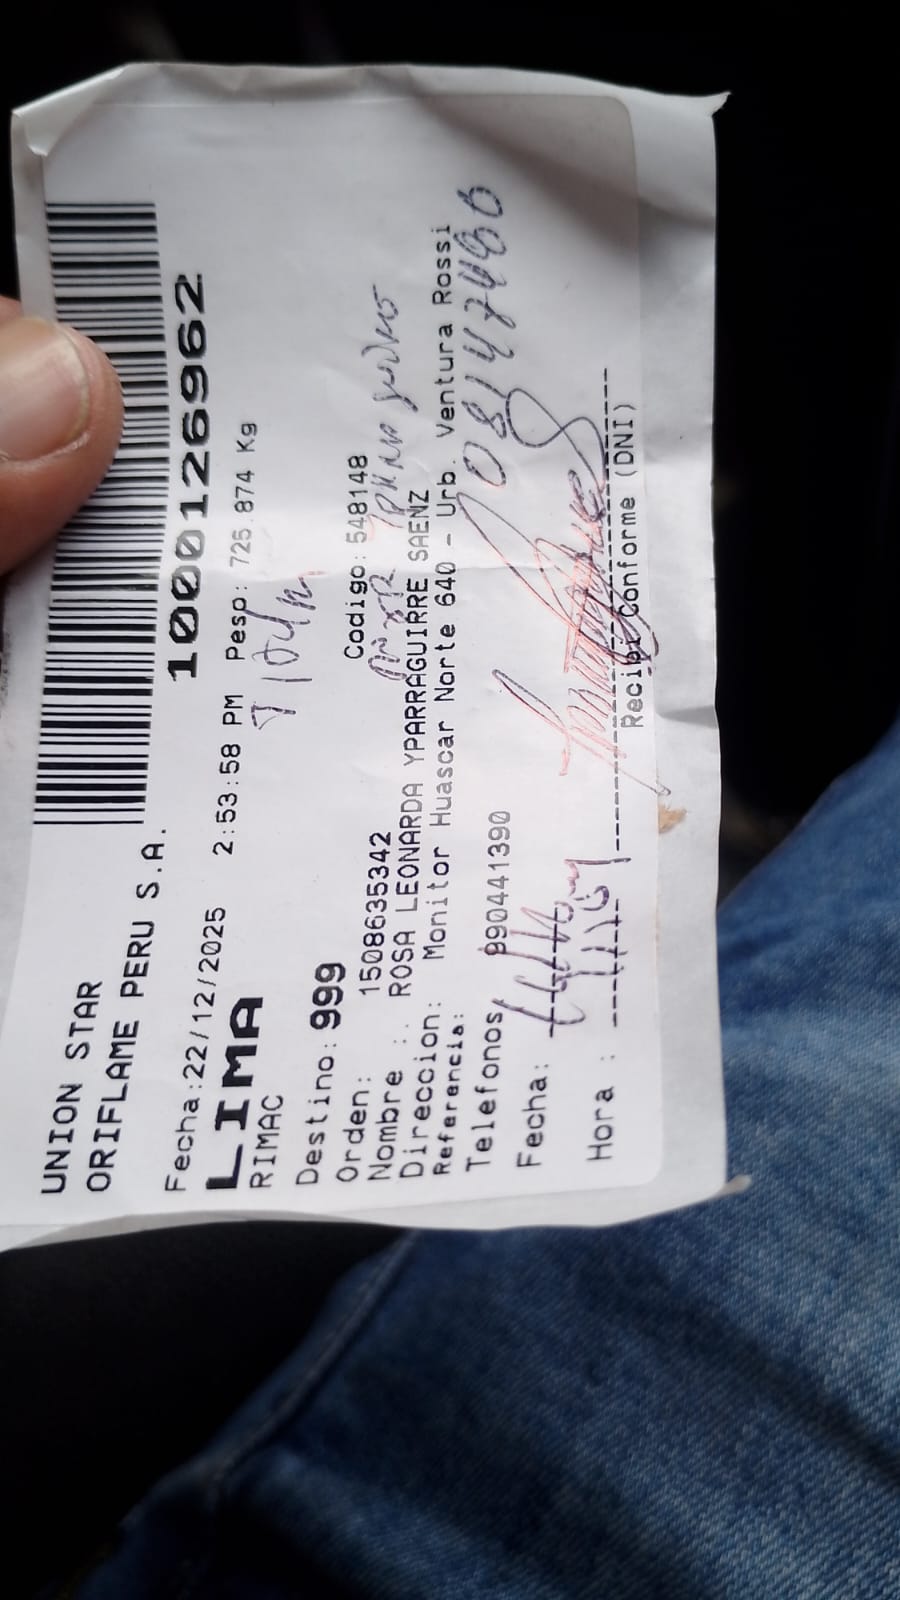 UNION STAR
ORIFLAME PERU S.A.
1000126962
Fecha:22/12/2025 2:53:58 PM Peso: 725.874 Kg
LIMA
RIMAC
Destino: 999
Orden: 1508635342 Codigo: 548148
Nombre : ROSA LEONARDA YPARRAGUIRRE SAENZ
Direccion: Monitor Huascar Norte 640 - Urb. Ventura Rossi
Referencia:
Telefonos 990441390
08147490
Fecha:
Hora :
Recibi Conforme (DNI)